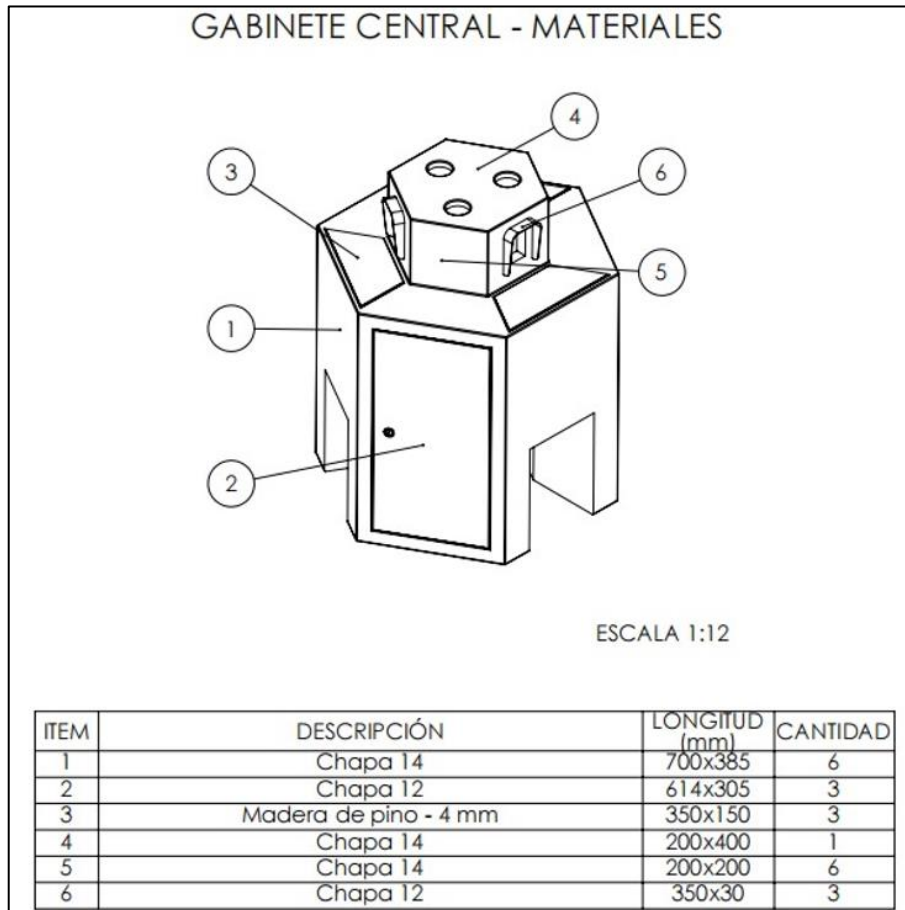 GABINETE CENTRAL - MATERIALES
4
3
6
5
1
2
ESCALA 1:12
ITEM DESCRIPCIÓN LONGITUD (mm) CANTIDAD
1 Chapa 14 700x385 6
2 Chapa 12 614x305 3
3 Madera de pino - 4 mm 350x150 3
4 Chapa 14 200x400 1
5 Chapa 14 200x200 6
6 Chapa 12 350x30 3